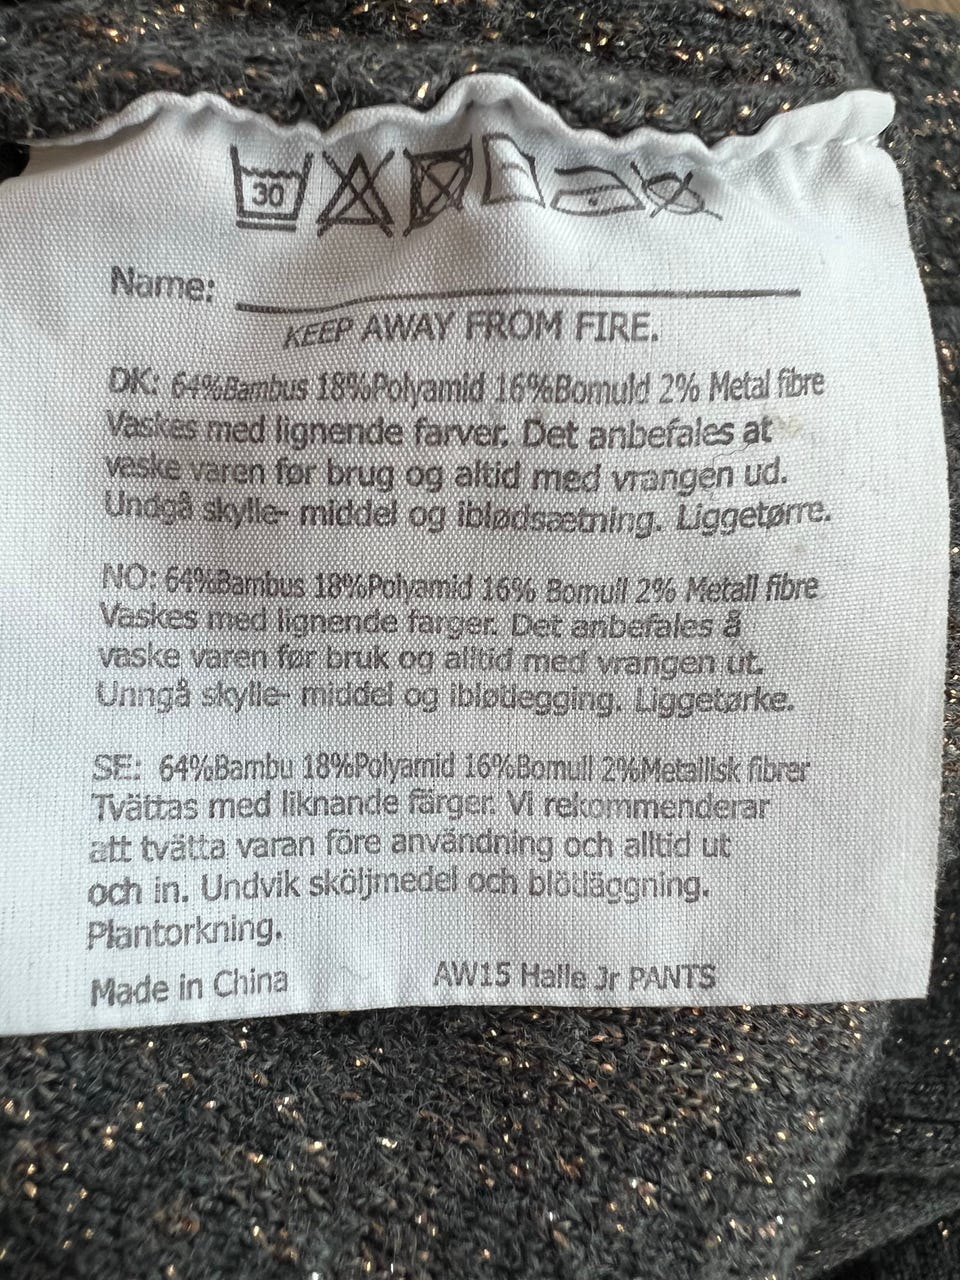 30
Name:
KEEP AWAY FROM FIRE.
DK: 64%Bambus 18%Polyamid 16%Bomuld 2% Metal fibre
Vaskes med lignende farver. Det anbefales at
vaske varen før brug og altid med vrangen ud.
Undgå skylle- middel og iblødsætning. Liggetørre.
NO: 64%Bambus 18%Polyamid 16% Bomull 2% Metall fibre
Vaskes med lignende farger. Det anbefales å
vaske varen før bruk og alltid med vrangen ut.
Unngå skylle- middel og ibløtlegging. Liggetørke.
SE: 64%Bambu 18%Polyamid 16%Bomull 2%Metallisk fibrer
Tvättas med liknande färger. Vi rekommenderar
att tvätta varan före användning och alltid ut
och in. Undvik sköljmedel och blötläggning.
Plantorkning.
Made in China AW15 Halle Jr PANTS